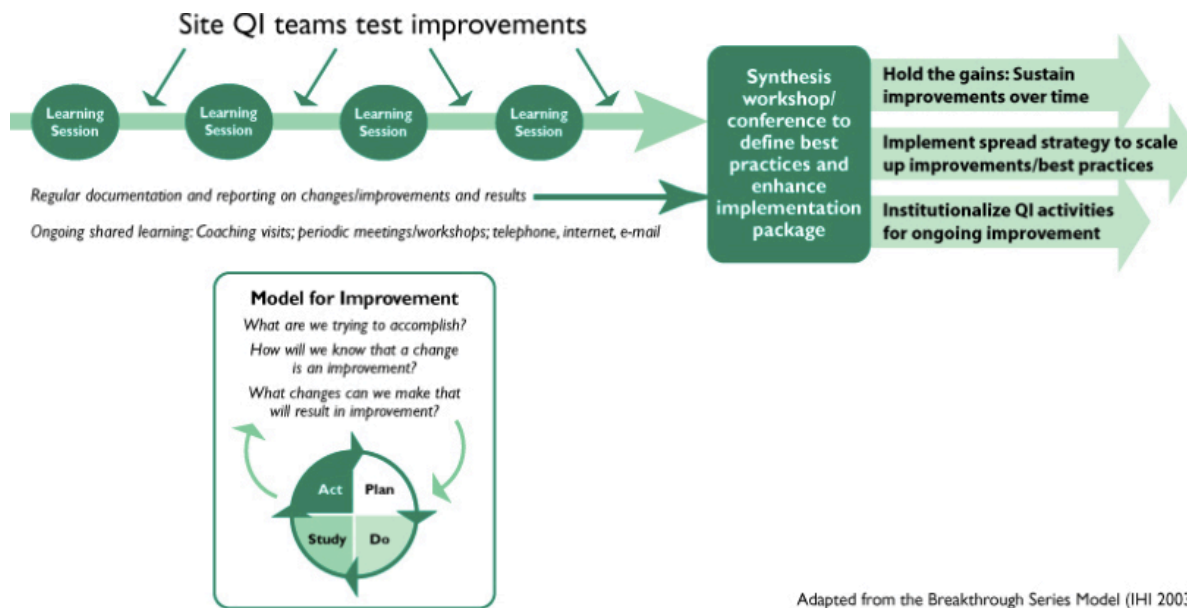 Site QI teams test improvements
Learning
Session
Learning
Session
Learning
Session
Learning
Session
Regular documentation and reporting on changes/improvements and results
Ongoing shared learning: Coaching visits; periodic meetings/workshops; telephone, internet, e-mail
Synthesis
workshop/
conference to
define best
practices and
enhance
implementation
package
Hold the gains: Sustain
improvements over time
Implement spread strategy to scale
up improvements/best practices
Institutionalize QI activities
for ongoing improvement
Model for Improvement
What are we trying to accomplish?
How will we know that a change
is an improvement?
What changes can we make that
will result in improvement?
Act
Plan
Study
Do
Adapted from the Breakthrough Series Model (IHI 2003